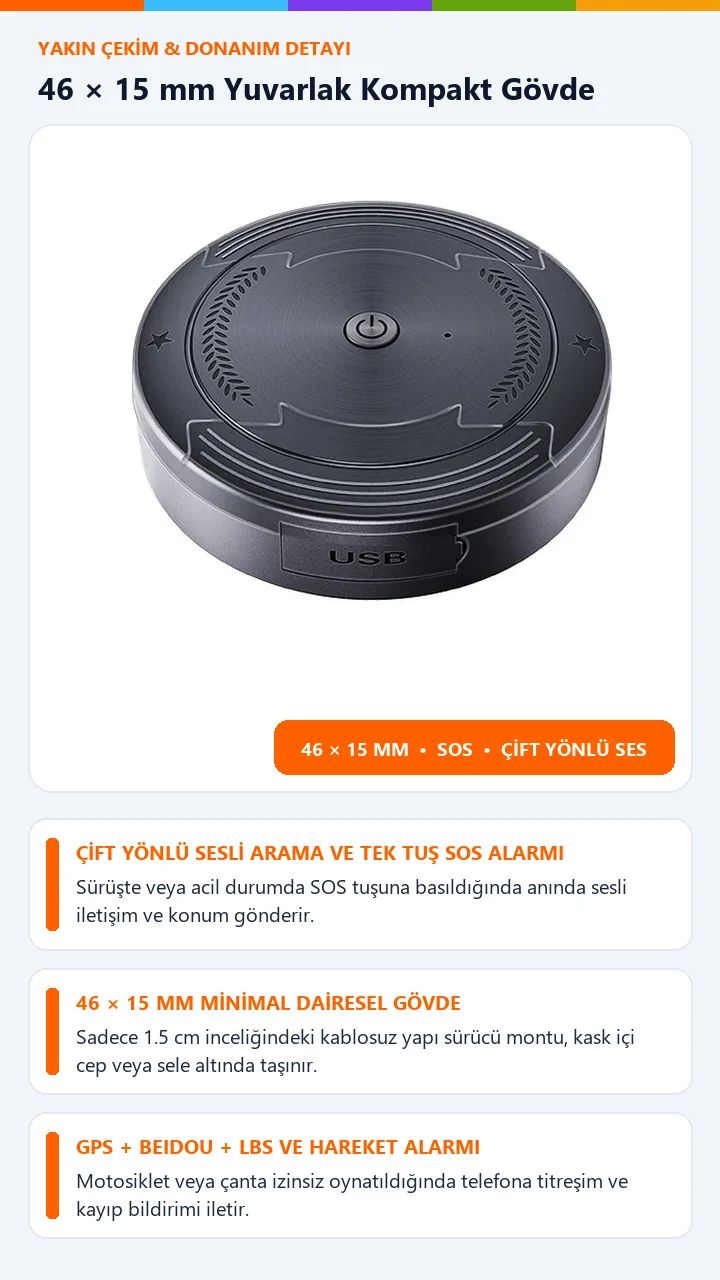 YAKIN ÇEKİM & DONANIM DETAYI
46 × 15 mm Yuvarlak Kompakt Gövde
USB
46 × 15 MM • SOS • ÇİFT YÖNLÜ SES
ÇİFT YÖNLÜ SESLİ ARAMA VE TEK TUŞ SOS ALARMI
Sürüşte veya acil durumda SOS tuşuna basıldığında anında sesli
iletişim ve konum gönderir.
46 × 15 MM MİNİMAL DAİRESEL GÖVDE
Sadece 1.5 cm inceliğindeki kablosuz yapı sürücü montu, kask içi
cep veya sele altında taşınır.
GPS + BEIDOU + LBS VE HAREKET ALARMI
Motosiklet veya çanta izinsiz oynatıldığında telefona titreşim ve
kayıp bildirimi iletir.